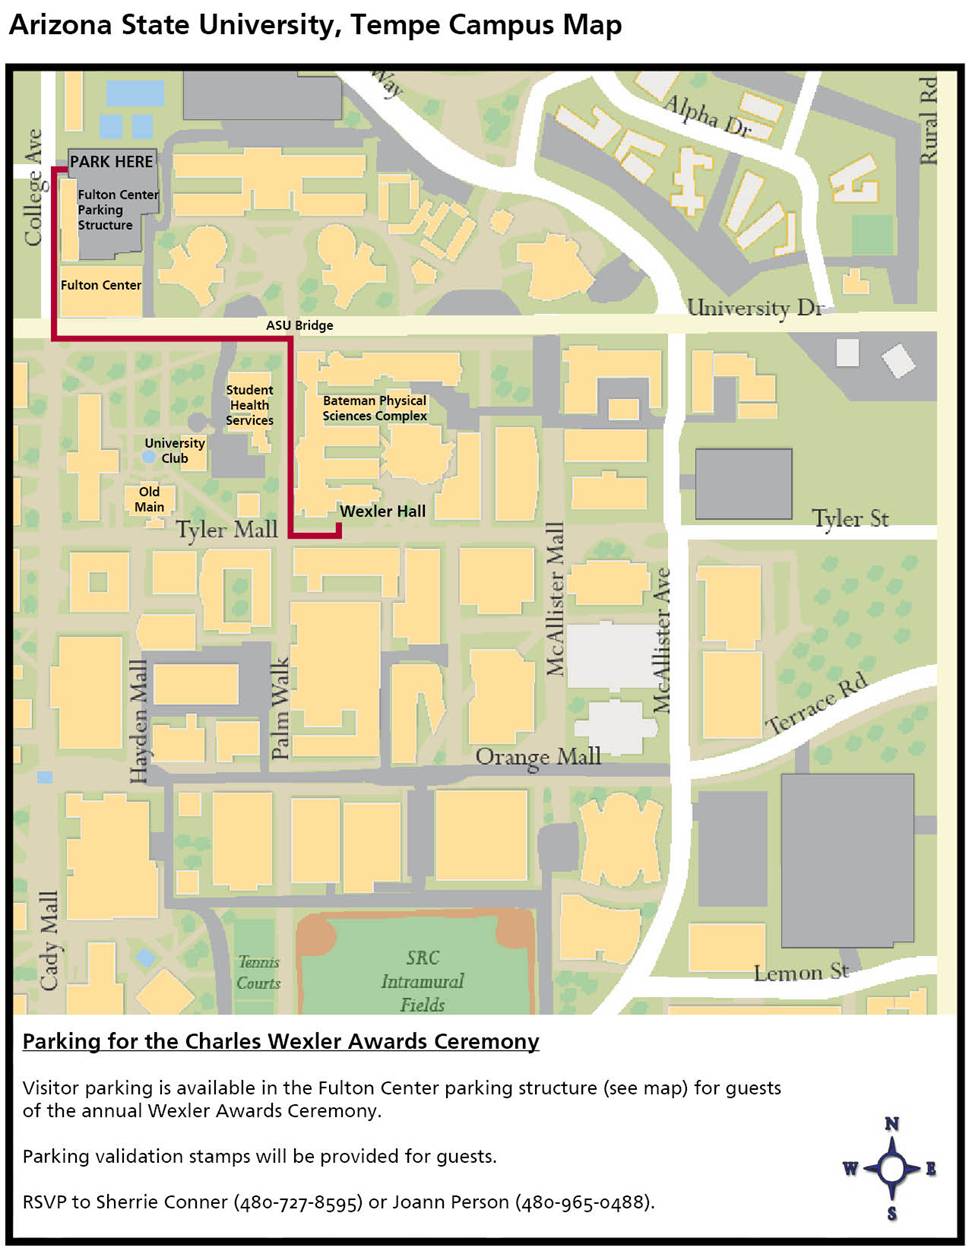 Arizona State University, Tempe Campus Map
Way
Alpha Dr
Rural Rd
College Ave
PARK HERE
Fulton Center
Parking
Structure
Fulton Center
University Dr
ASU Bridge
Student
Health
Services
Bateman Physical
Sciences Complex
University
Club
Old
Main
Wexler Hall
Tyler Mall
Tyler St
McAllister Mall
McAllister Ave
Hayden Mall
Palm Walk
Terrace Rd
Orange Mall
Cady Mall
Tennis
Courts
SRC
Intramural
Fields
Lemon St
Parking for the Charles Wexler Awards Ceremony
Visitor parking is available in the Fulton Center parking structure (see map) for guests
of the annual Wexler Awards Ceremony.
Parking validation stamps will be provided for guests.
RSVP to Sherrie Conner (480-727-8595) or Joann Person (480-965-0488).
N
W E
S